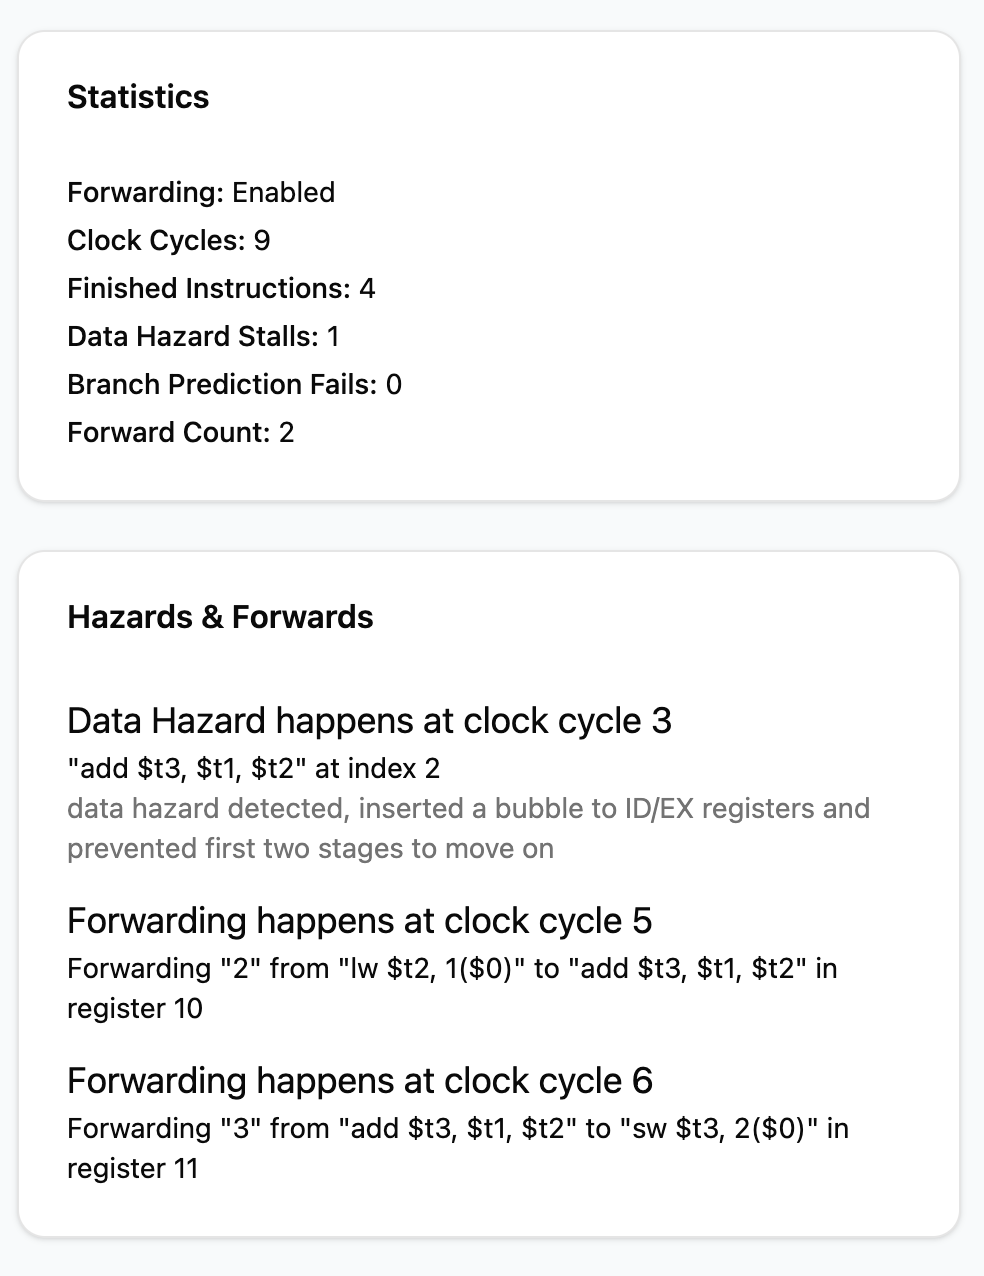 Statistics
Forwarding: Enabled
Clock Cycles: 9
Finished Instructions: 4
Data Hazard Stalls: 1
Branch Prediction Fails: 0
Forward Count: 2
Hazards & Forwards
Data Hazard happens at clock cycle 3
"add $t3, $t1, $t2" at index 2
data hazard detected, inserted a bubble to ID/EX registers and
prevented first two stages to move on
Forwarding happens at clock cycle 5
Forwarding "2" from "lw $t2, 1($0)" to "add $t3, $t1, $t2" in
register 10
Forwarding happens at clock cycle 6
Forwarding "3" from "add $t3, $t1, $t2" to "sw $t3, 2($0)" in
register 11